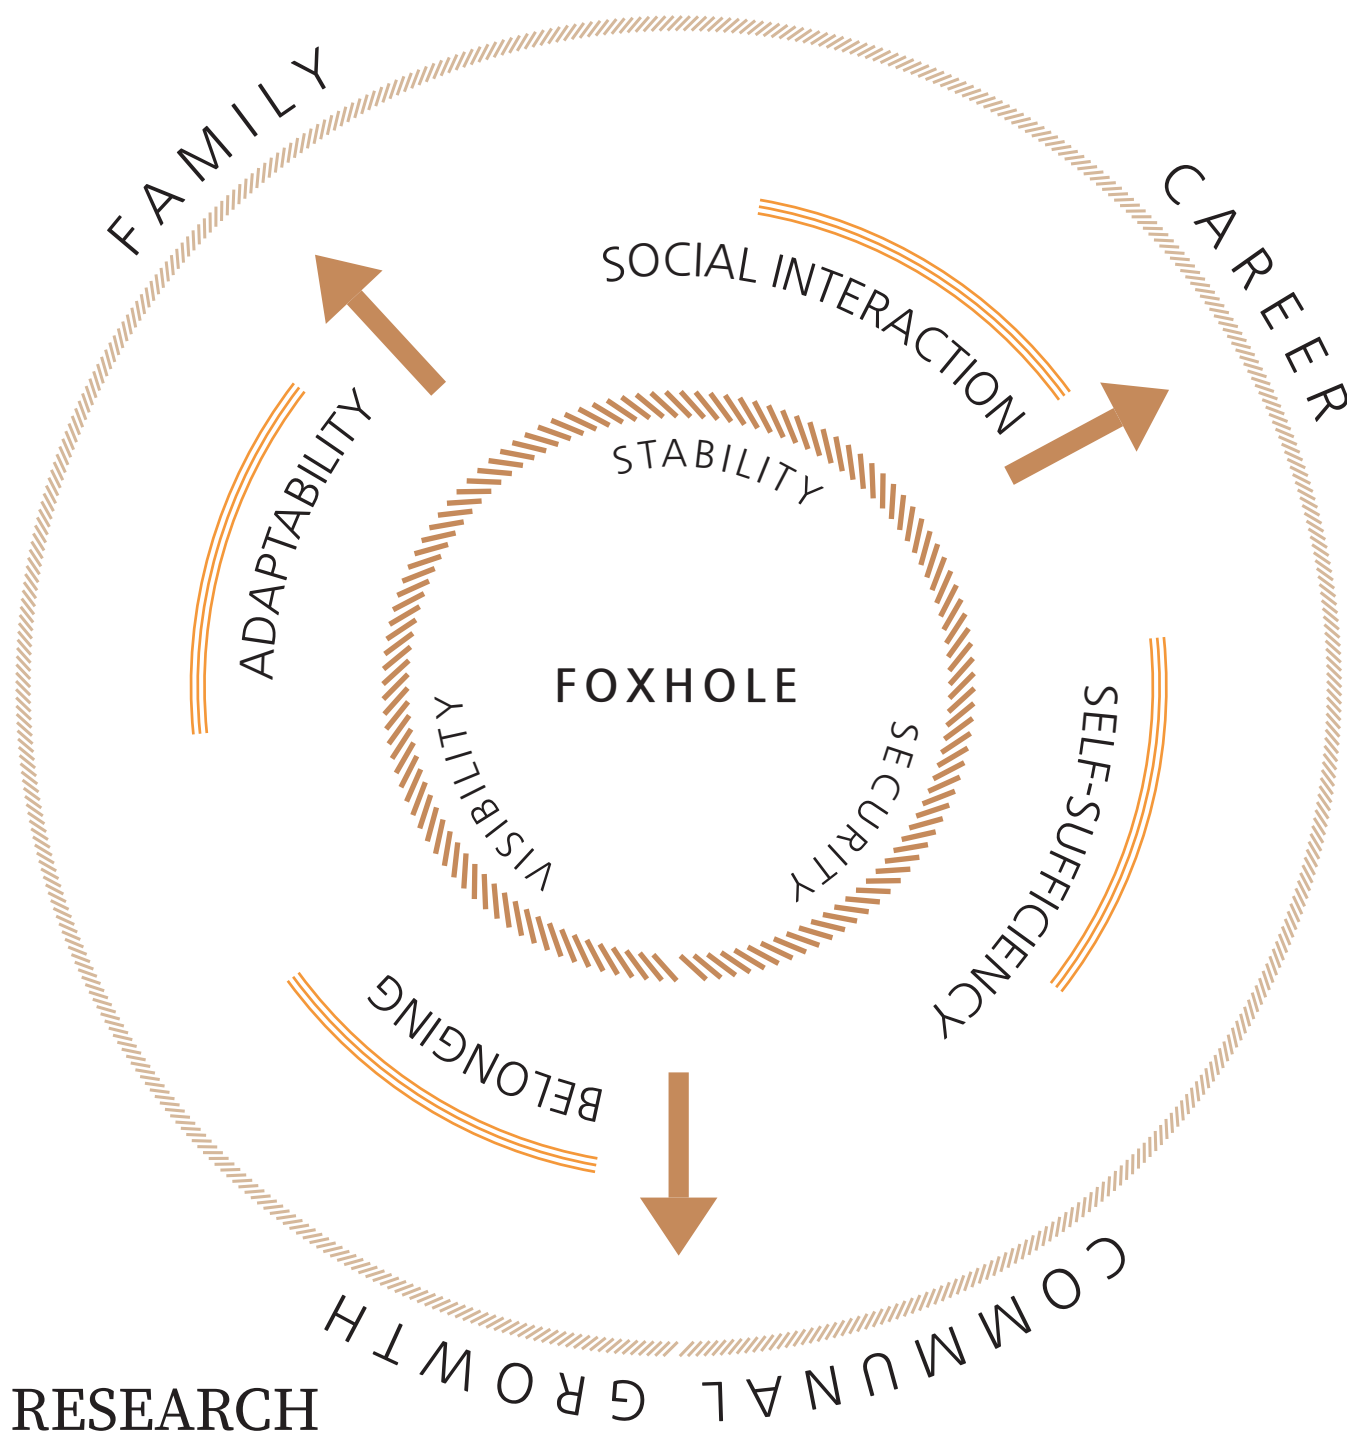 FAMILY
CAREER
SOCIAL INTERACTION
ADAPTABILITY
STABILITY
FOXHOLE
VISIBILITY
SECURITY
SELF-SUFFICIENCY
BELONGING
COMMUNAL GROWTH
RESEARCH